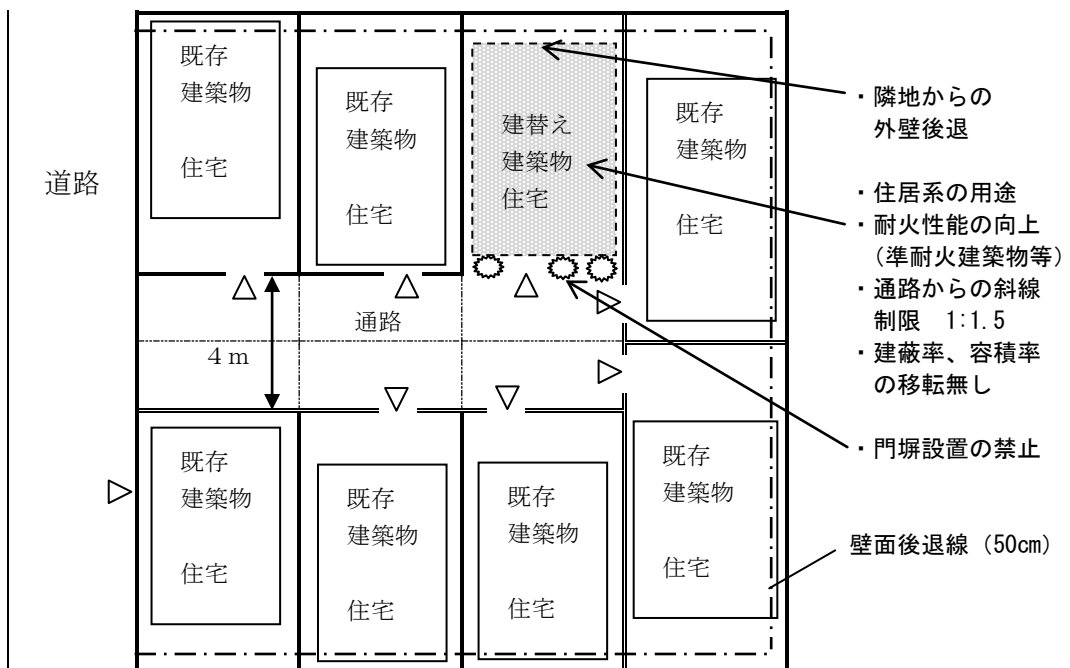 道路
既存
建築物
住宅
既存
建築物
住宅
建替え
建築物
住宅
既存
建築物
住宅
・隣地からの
外壁後退
・住居系の用途
・耐火性能の向上
（準耐火建築物等）
・通路からの斜線
制限　1:1.5
・建蔽率、容積率
の移転無し
・門塀設置の禁止
壁面後退線（50cm）
通路
４ｍ
既存
建築物
住宅
既存
建築物
住宅
既存
建築物
住宅
既存
建築物
住宅